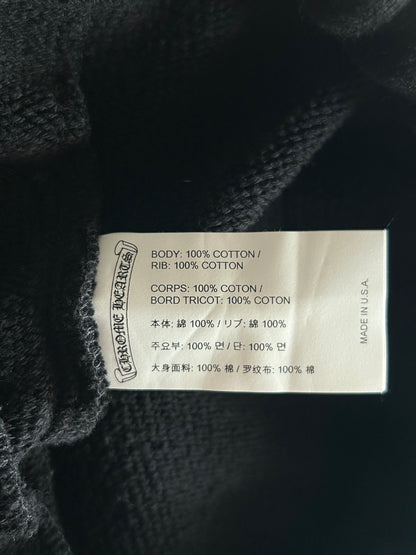 CHROME HEARTS
BODY: 100% COTTON /
RIB: 100% COTTON
CORPS: 100% COTON /
BORD TRICOT: 100% COTON
本体: 綿 100% / リブ: 綿 100%
주요부: 100% 면 / 단: 100% 면
大身面料: 100% 棉 / 罗纹布: 100% 棉
MADE IN U.S.A.